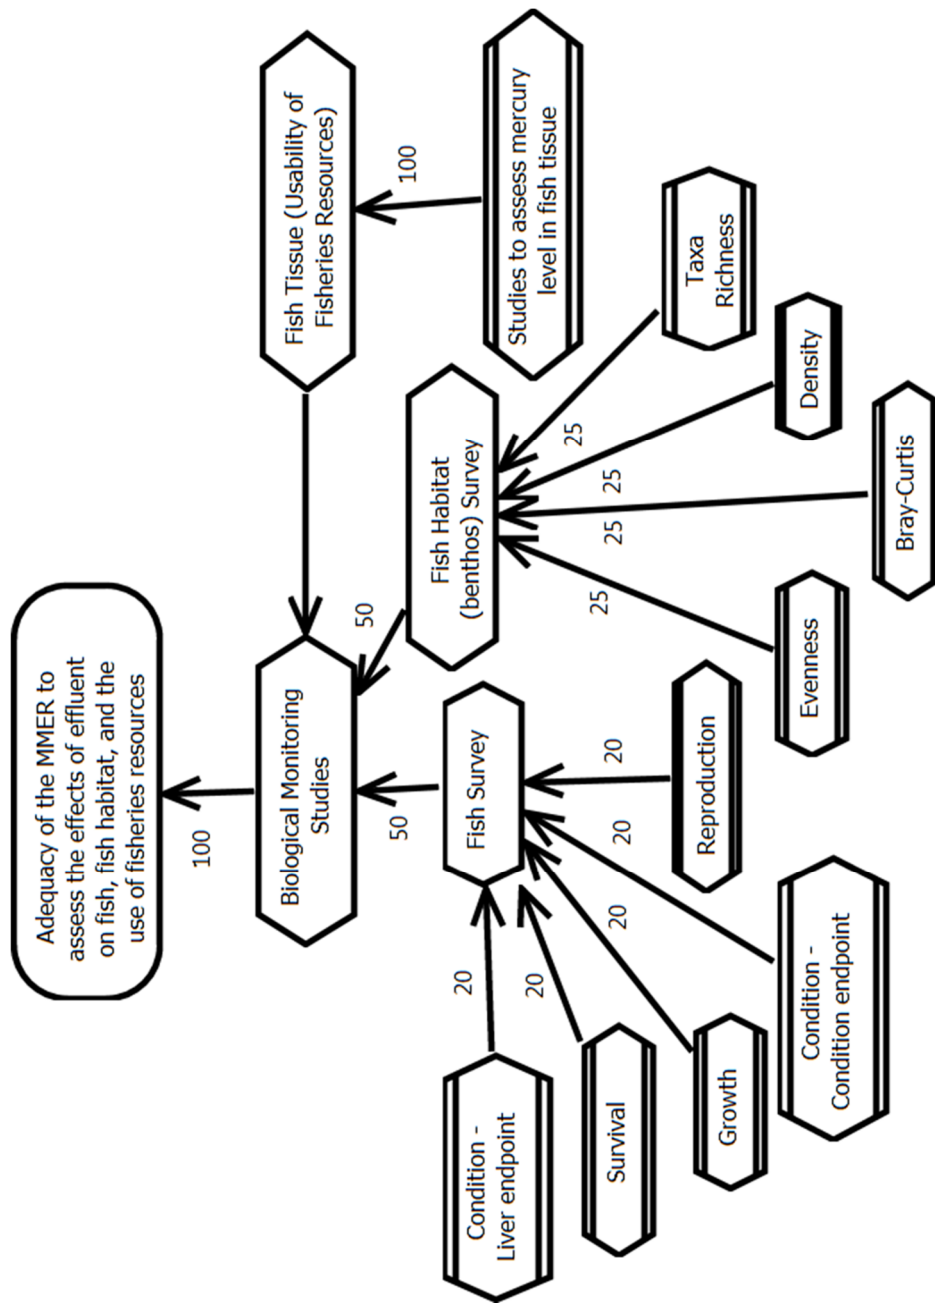 Adequacy of the MMER to
assess the effects of effluent
on fish, fish habitat, and the
use of fisheries resources
100
Biological Monitoring
Studies
Fish Tissue (Usability of
Fisheries Resources)
50
50
100
Fish Survey
Fish Habitat
(benthos) Survey
Studies to assess mercury
level in fish tissue
20
20
20
20
20
25
25
25
25
Condition -
Liver endpoint
Survival
Growth
Condition -
Condition endpoint
Reproduction
Evenness
Bray-Curtis
Density
Taxa
Richness